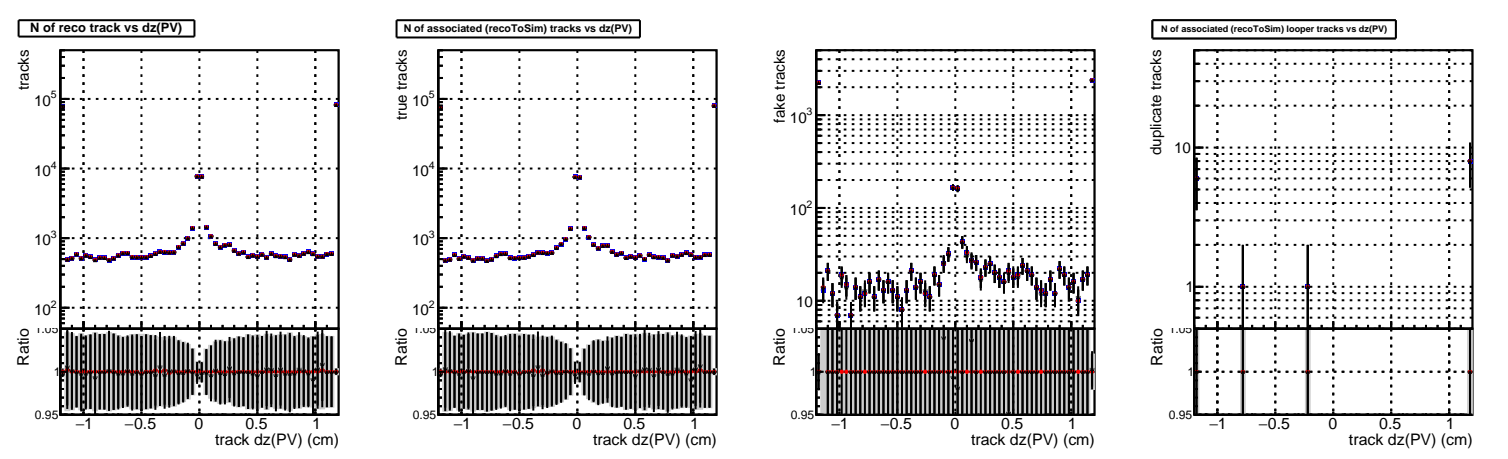 N of reco track vs dz(PV)
tracks
10^5
10^4
10^3
10^2
Ratio
1.05
1
0.95
−1 −0.5 0 0.5 1
track dz(PV) (cm)
N of associated (recoToSim) tracks vs dz(PV)
true tracks
10^5
10^4
10^3
10^2
Ratio
1.05
1
0.95
−1 −0.5 0 0.5 1
track dz(PV) (cm)
fake tracks
10^3
10^2
10
Ratio
1.05
1
0.95
−1 −0.5 0 0.5 1
track dz(PV) (cm)
N of associated (recoToSim) looper tracks vs dz(PV)
duplicate tracks
10
1
Ratio
1.05
1
0.95
−1 −0.5 0 0.5 1
track dz(PV) (cm)